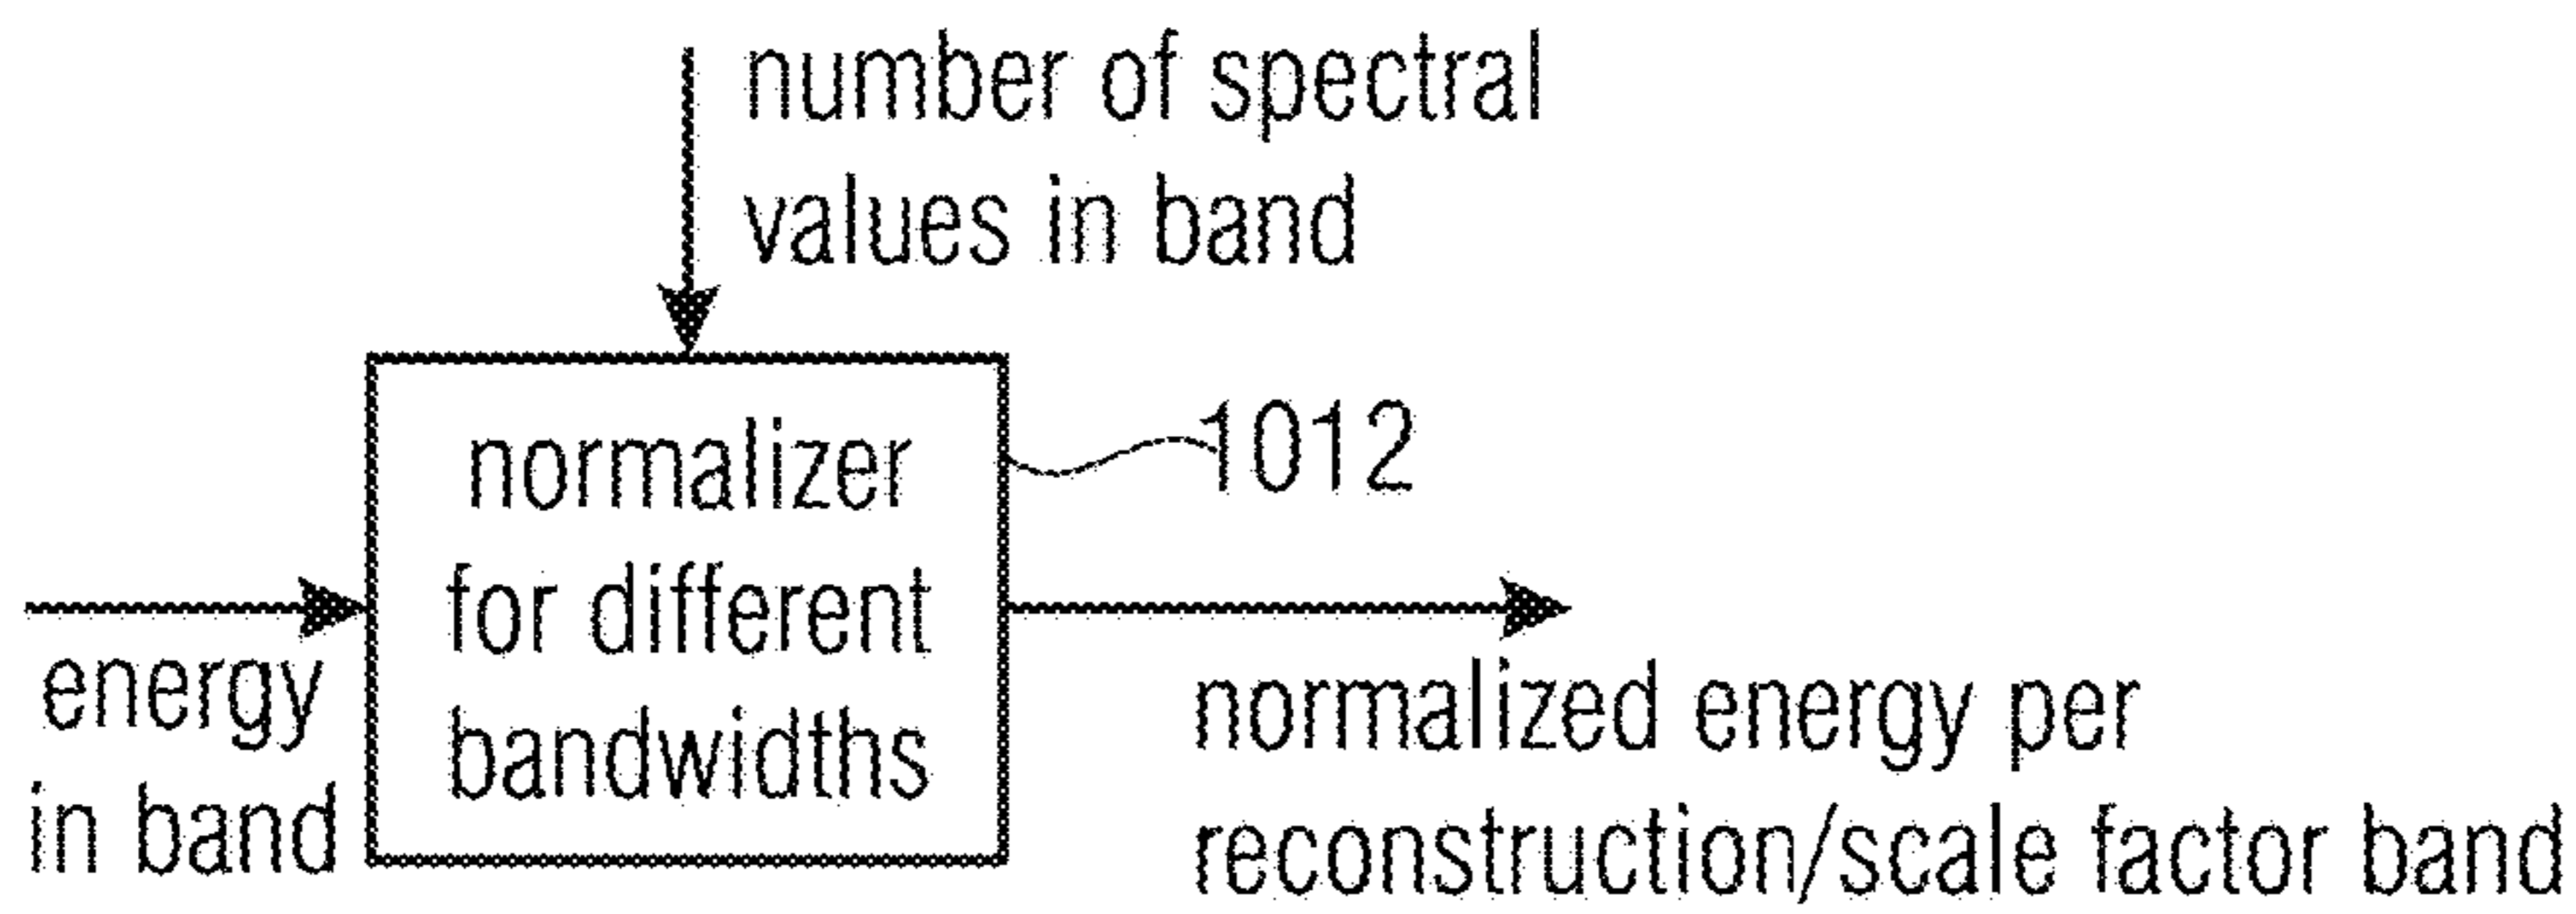 number of spectral
values in band
normalizer
for different
bandwidths
1012
energy
in band
normalized energy per
reconstruction/scale factor band